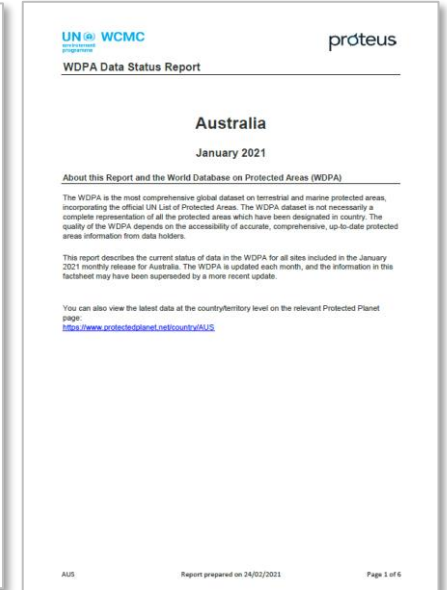 UN WCMC
environment
programme
proteus
WDPA Data Status Report
Australia
January 2021
About this Report and the World Database on Protected Areas (WDPA)
The WDPA is the most comprehensive global dataset on terrestrial and marine protected areas,
incorporating the official UN List of Protected Areas. The WDPA dataset is not necessarily a
complete representation of all the protected areas which have been designated in country. The
quality of the WDPA depends on the accessibility of accurate, comprehensive, up-to-date protected
areas information from data holders.
This report describes the current status of data in the WDPA for all sites included in the January
2021 monthly release for Australia. The WDPA is updated each month, and the information in this
factsheet may have been superseded by a more recent update.
You can also view the latest data at the country/territory level on the relevant Protected Planet
page:
https://www.protectedplanet.net/country/AUS
AUS Report prepared on 24/02/2021 Page 1 of 6